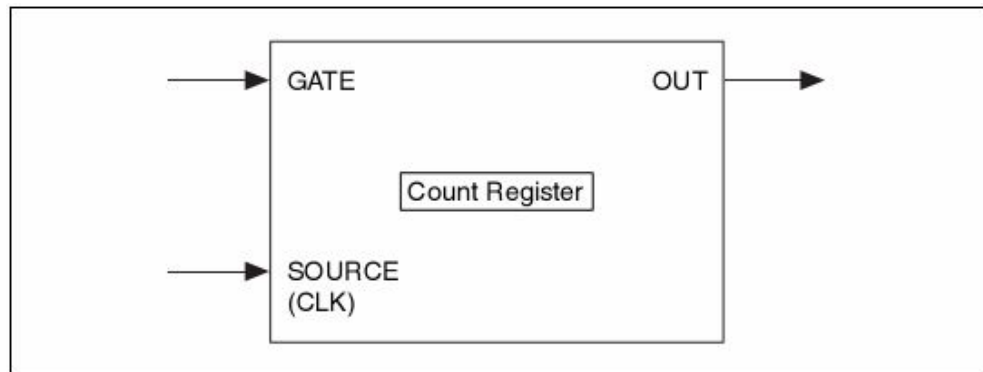 GATE
OUT
Count Register
SOURCE
(CLK)